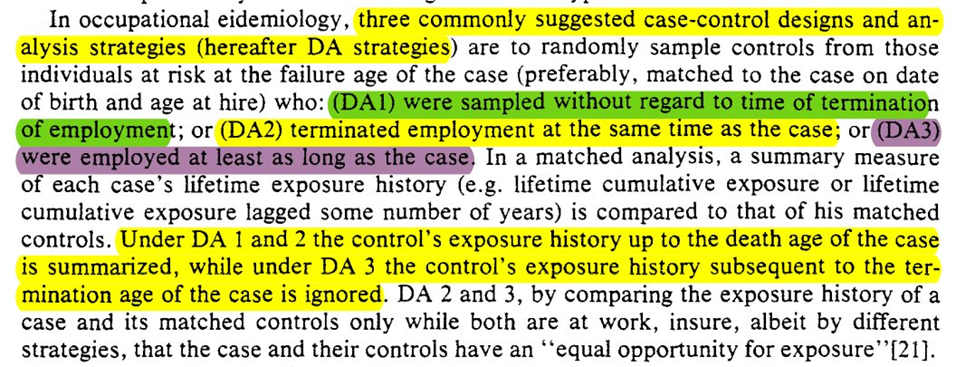 In occupational eidemiology, three commonly suggested case-control designs and an-
alysis strategies (hereafter DA strategies) are to randomly sample controls from those
individuals at risk at the failure age of the case (preferably, matched to the case on date
of birth and age at hire) who: (DA1) were sampled without regard to time of termination
of employment; or (DA2) terminated employment at the same time as the case; or (DA3)
were employed at least as long as the case. In a matched analysis, a summary measure
of each case's lifetime exposure history (e.g. lifetime cumulative exposure or lifetime
cumulative exposure lagged some number of years) is compared to that of his matched
controls. Under DA 1 and 2 the control's exposure history up to the death age of the case
is summarized, while under DA 3 the control's exposure history subsequent to the ter-
mination age of the case is ignored. DA 2 and 3, by comparing the exposure history of a
case and its matched controls only while both are at work, insure, albeit by different
strategies, that the case and their controls have an "equal opportunity for exposure"[21].